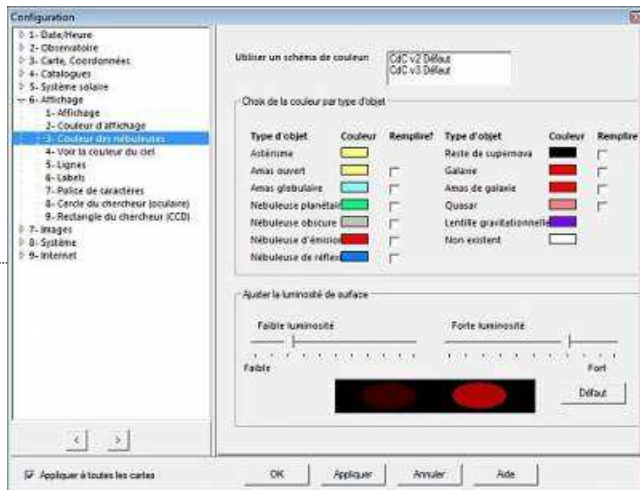 Configuration
1- Date/Heure
2- Observatoire
3- Carte, Coordonnées
4- Catalogues
5- Système solaire
6- Affichage
1- Affichage
2- Couleur d'affichage
3- Couleur des nébuleuses
4- Voir la couleur du ciel
5- Lignes
6- Labels
7- Police de caractères
8- Cercle du chercheur (oculaire)
9- Rectangle du chercheur (CCD)
7- Images
8- Système
9- Internet
< >
Utiliser un schéma de couleur:
CdC v2 Défaut
CdC v3 Défaut
Choix de la couleur par type d'objet
Type d'objet Couleur Remplire? Type d'objet Couleur Remplire
Astérisme Reste de supernova
Amas ouvert Galaxie
Amas globulaire Amas de galaxie
Nébuleuse planétair Quasar
Nébuleuse obscure Lentille gravitationnelle
Nébuleuse d'émission Non existent
Nébuleuse de réflex
Ajuster la luminosité de surface
Faible luminosité Forte luminosité
Faible Fort
Défaut
Appliquer à toutes les cartes OK Appliquer Annuler Aide